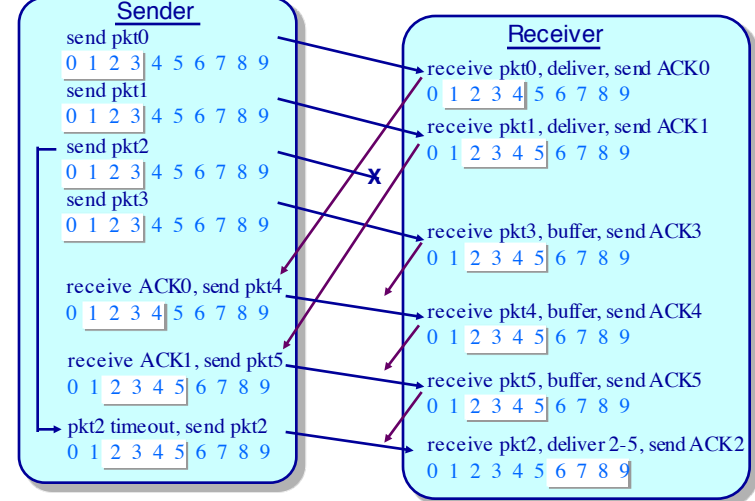 Sender
send pkt0
0 1 2 3 4 5 6 7 8 9
send pkt1
0 1 2 3 4 5 6 7 8 9
send pkt2
0 1 2 3 4 5 6 7 8 9
send pkt3
0 1 2 3 4 5 6 7 8 9
receive ACK0, send pkt4
0 1 2 3 4 5 6 7 8 9
receive ACK1, send pkt5
0 1 2 3 4 5 6 7 8 9
pkt2 timeout, send pkt2
0 1 2 3 4 5 6 7 8 9
X
Receiver
receive pkt0, deliver, send ACK0
0 1 2 3 4 5 6 7 8 9
receive pkt1, deliver, send ACK1
0 1 2 3 4 5 6 7 8 9
receive pkt3, buffer, send ACK3
0 1 2 3 4 5 6 7 8 9
receive pkt4, buffer, send ACK4
0 1 2 3 4 5 6 7 8 9
receive pkt5, buffer, send ACK5
0 1 2 3 4 5 6 7 8 9
receive pkt2, deliver 2-5, send ACK2
0 1 2 3 4 5 6 7 8 9